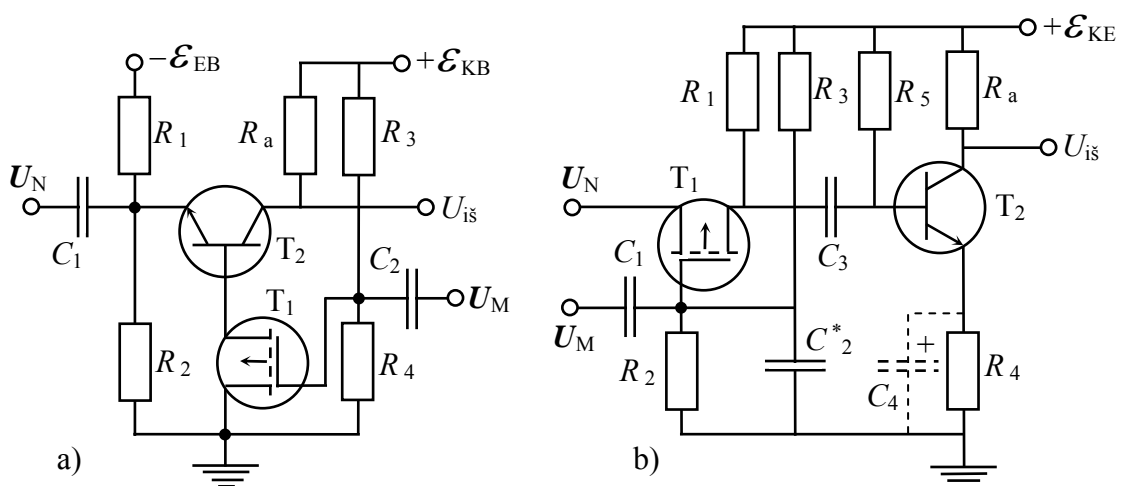 −ℰEB
+ℰKB
R1
Ra
R3
UN
C1
T2
Uiš
C2
UM
T1
R2
R4
a)
+ℰKE
R1
R3
R5
Ra
Uiš
UN
T1
T2
C1
C3
UM
R2
C*2
+
C4
R4
b)